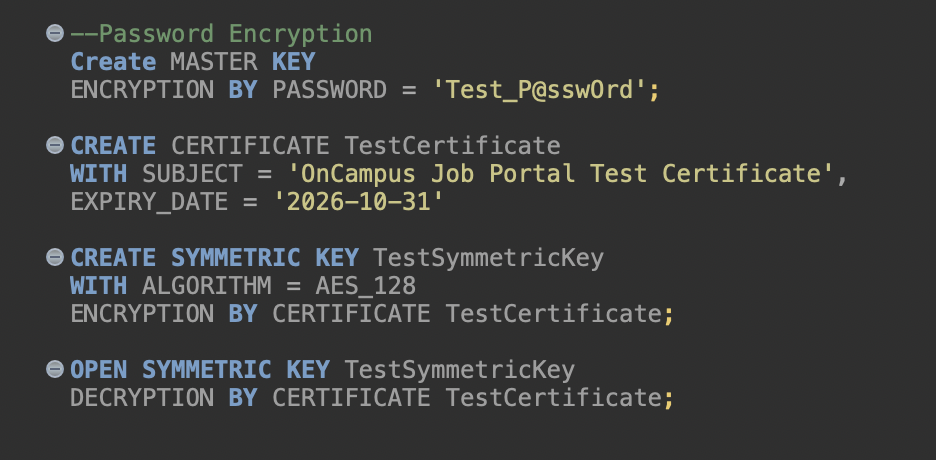 --Password Encryption
Create MASTER KEY
ENCRYPTION BY PASSWORD = 'Test_P@sswOrd';
CREATE CERTIFICATE TestCertificate
WITH SUBJECT = 'OnCampus Job Portal Test Certificate',
EXPIRY_DATE = '2026-10-31'
CREATE SYMMETRIC KEY TestSymmetricKey
WITH ALGORITHM = AES_128
ENCRYPTION BY CERTIFICATE TestCertificate;
OPEN SYMMETRIC KEY TestSymmetricKey
DECRYPTION BY CERTIFICATE TestCertificate;